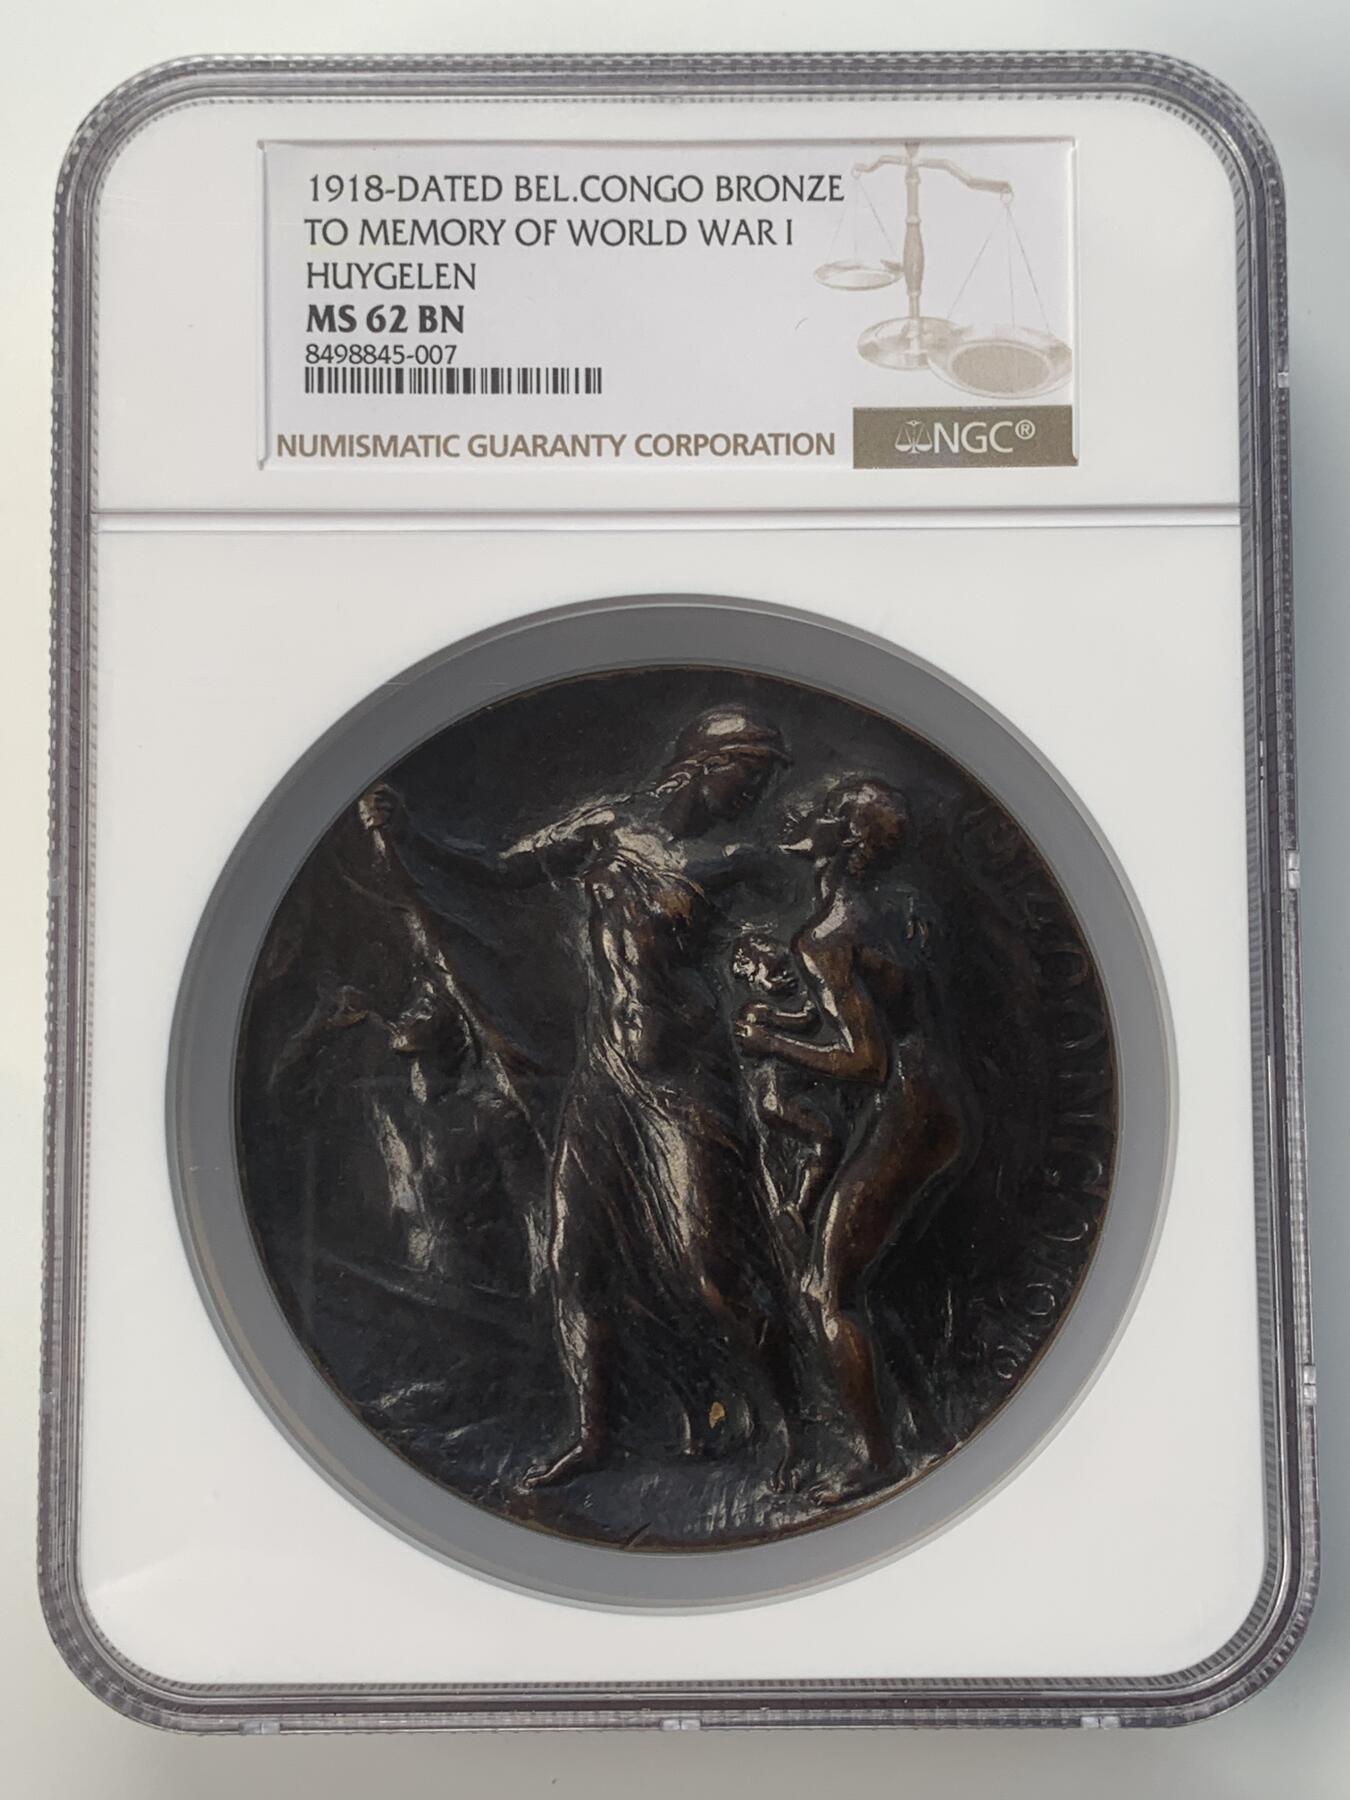 1918-DATED BEL.CONGO BRONZE
TO MEMORY OF WORLD WAR I
HUYGELEN
MS 62 BN
8498845-007
NUMISMATIC GUARANTY CORPORATION
NGC®